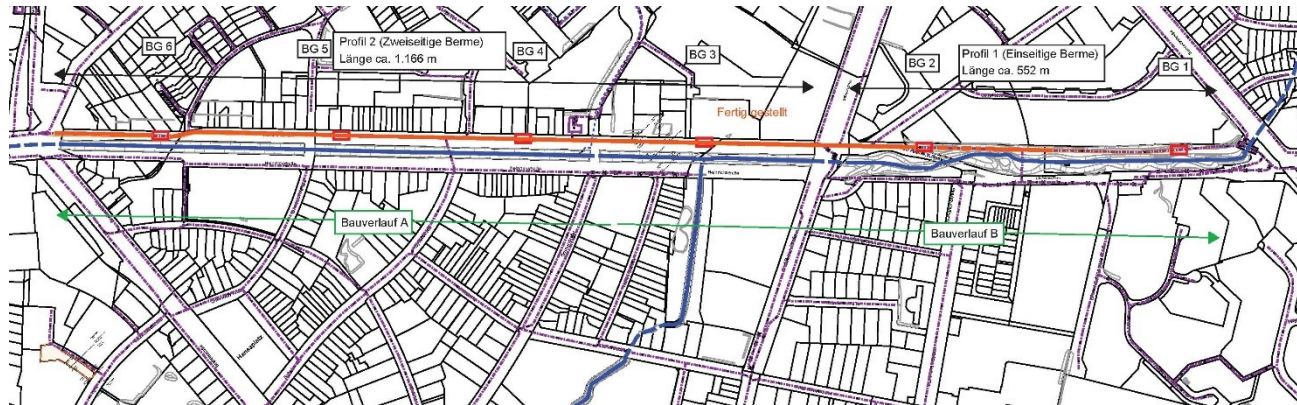 BG 6
BG 5
Profil 2 (Zweiseitige Berme)
Länge ca. 1.166 m
BG 4
BG 3
BG 2
Profil 1 (Einseitige Berme)
Länge ca. 552 m
BG 1
Fertig gestellt
Bauverlauf A
Bauverlauf B
Hansaplatz